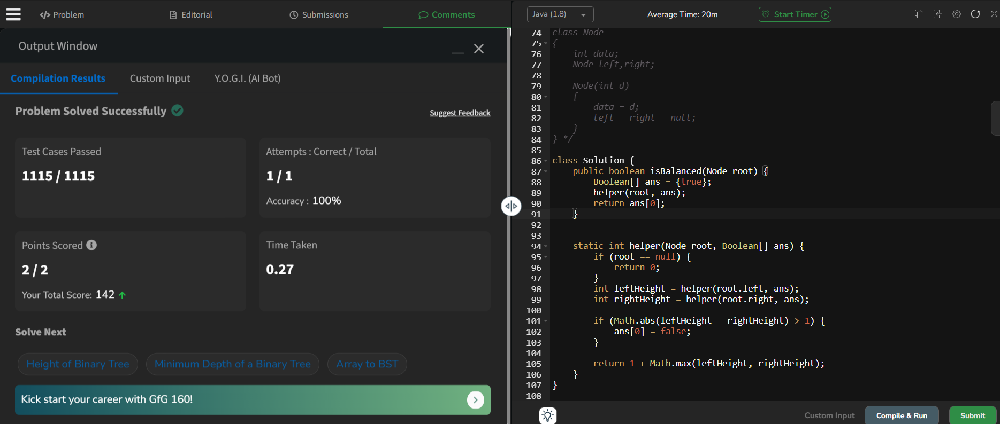 </> Problem
Editorial
Submissions
Comments
Output Window
Compilation Results
Custom Input
Y.O.G.I. (AI Bot)
Problem Solved Successfully
Suggest Feedback
Test Cases Passed
1115 / 1115
Attempts : Correct / Total
1 / 1
Accuracy : 100%
Points Scored
2 / 2
Your Total Score: 142
Time Taken
0.27
Solve Next
Height of Binary Tree
Minimum Depth of a Binary Tree
Array to BST
Kick start your career with GfG 160!
Java (1.8)
Average Time: 20m
Start Timer
74 class Node
75 {
76     int data;
77     Node left,right;
78
79     Node(int d)
80     {
81         data = d;
82         left = right = null;
83     }
84 } */
85
86 class Solution {
87     public boolean isBalanced(Node root) {
88         Boolean[] ans = {true};
89         helper(root, ans);
90         return ans[0];
91     }
92
93
94     static int helper(Node root, Boolean[] ans) {
95         if (root == null) {
96             return 0;
97         }
98         int leftHeight = helper(root.left, ans);
99         int rightHeight = helper(root.right, ans);
100
101         if (Math.abs(leftHeight - rightHeight) > 1) {
102             ans[0] = false;
103         }
104
105         return 1 + Math.max(leftHeight, rightHeight);
106     }
107 }
108
Custom Input
Compile & Run
Submit